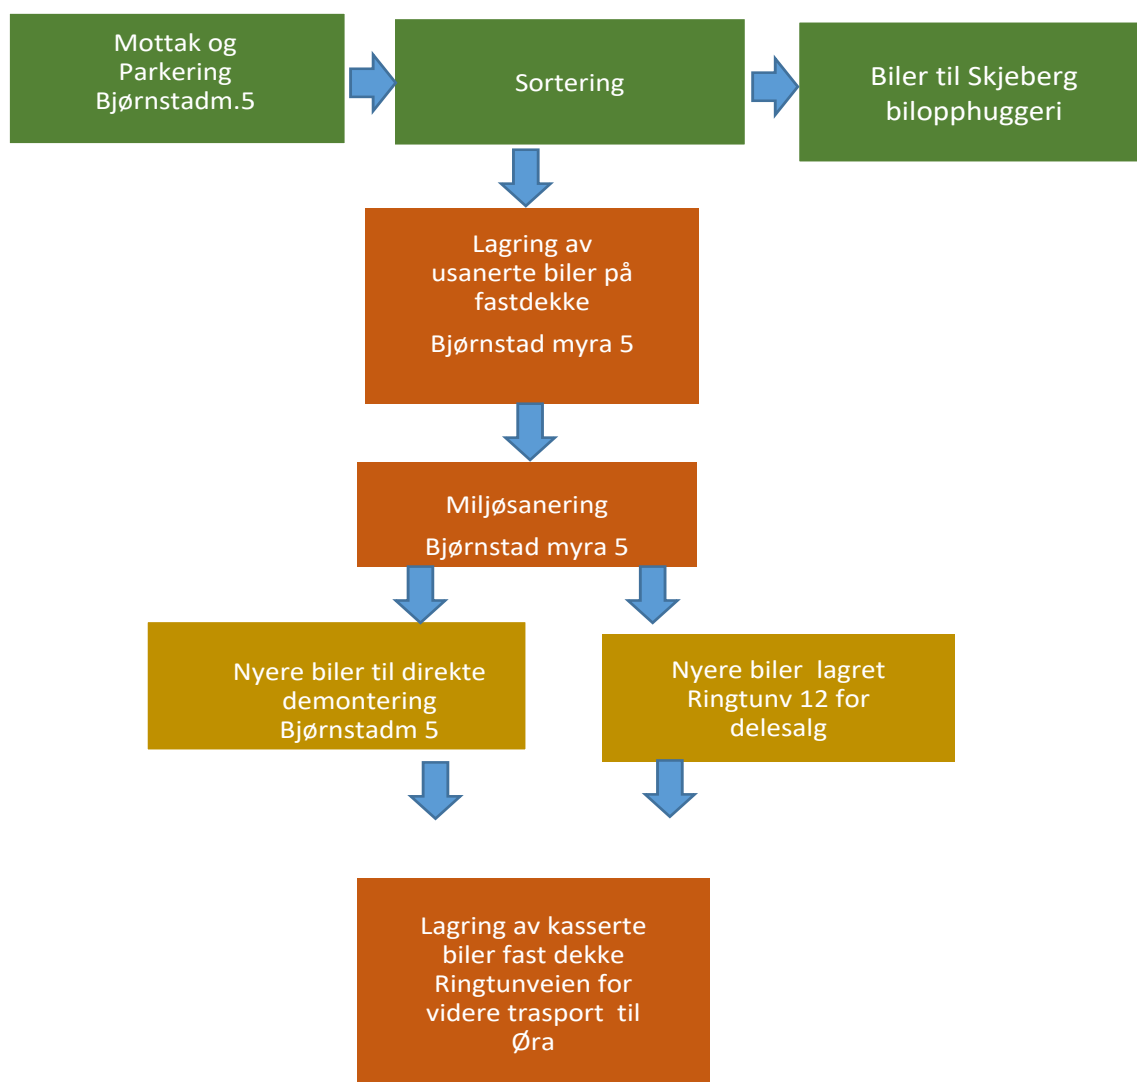 Mottak og
Parkering
Bjørnstadm.5
Sortering
Biler til Skjeberg
bilopphuggeri
Lagring av
usanerte biler på
fastdekke
Bjørnstad myra 5
Miljøsanering
Bjørnstad myra 5
Nyere biler til direkte
demontering
Bjørnstadm 5
Nyere biler lagret
Ringtunv 12 for
delesalg
Lagring av kasserte
biler fast dekke
Ringtunveien for
videre trasport til
Øra